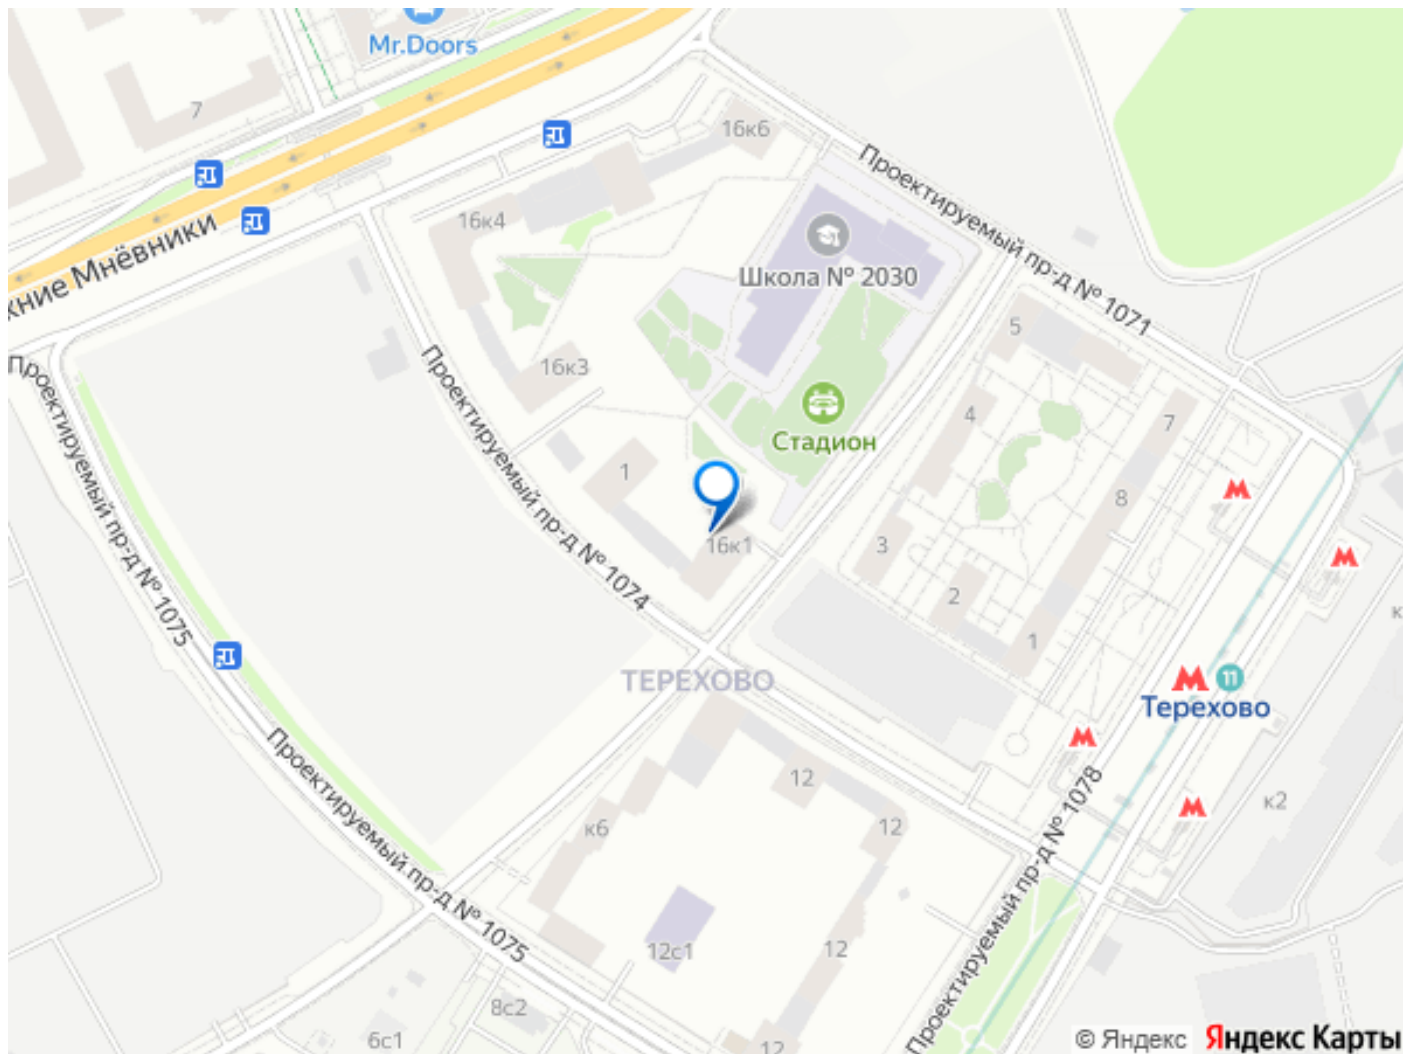 Mr.Doors
7
16к6
Проектируемый пр-д № 1071
16к4
хние Мнёвники
Школа № 2030
5
16к3
Проектируемый пр-д № 1075
Проектируемый пр-д № 1074
4
7
Стадион
1
8
16к1
3
2
1
ТЕРЕХОВО
11
Терехово
12
к2
к6
12
Проектируемый пр-д № 1078
Проектируемый пр-д № 1075
12с1
12
8с2
6с1
12
к
© Яндекс Яндекс Карты